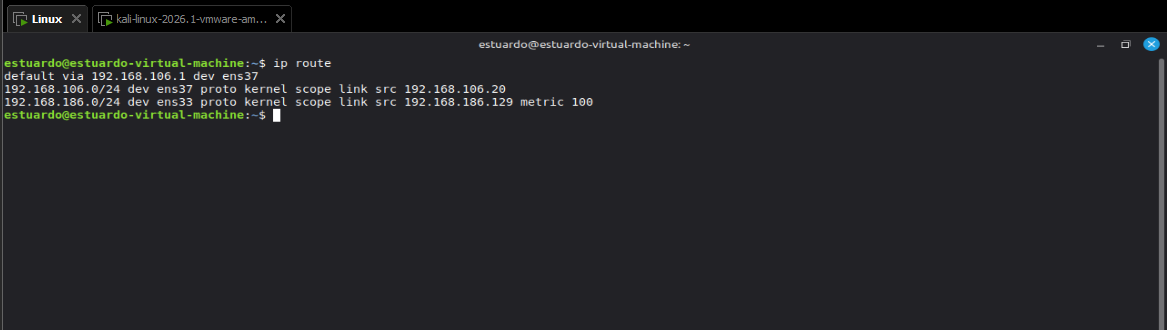 Linux
kali-linux-2026.1-vmware-am...
estuardo@estuardo-virtual-machine: ~
estuardo@estuardo-virtual-machine:~$ ip route
default via 192.168.106.1 dev ens37
192.168.106.0/24 dev ens37 proto kernel scope link src 192.168.106.20
192.168.186.0/24 dev ens33 proto kernel scope link src 192.168.186.129 metric 100
estuardo@estuardo-virtual-machine:~$